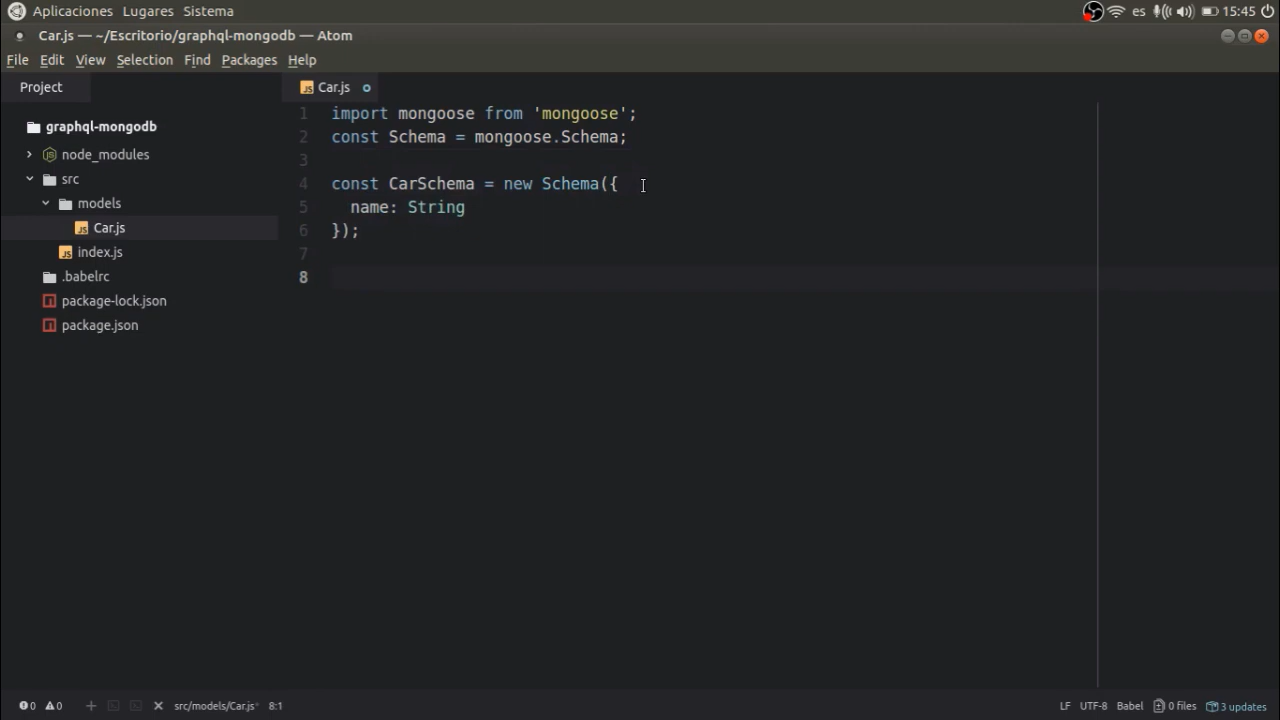 Aplicaciones Lugares Sistema es 15:45
Car.js — ~/Escritorio/graphql-mongodb — Atom
File Edit View Selection Find Packages Help
Project
Car.js
graphql-mongodb
node_modules
src
models
Car.js
index.js
.babelrc
package-lock.json
package.json
1 import mongoose from 'mongoose';
2 const Schema = mongoose.Schema;
3
4 const CarSchema = new Schema({
5 name: String
6 });
7
8
0 0 src/models/Car.js* 8:1 LF UTF-8 Babel 0 files 3 updates